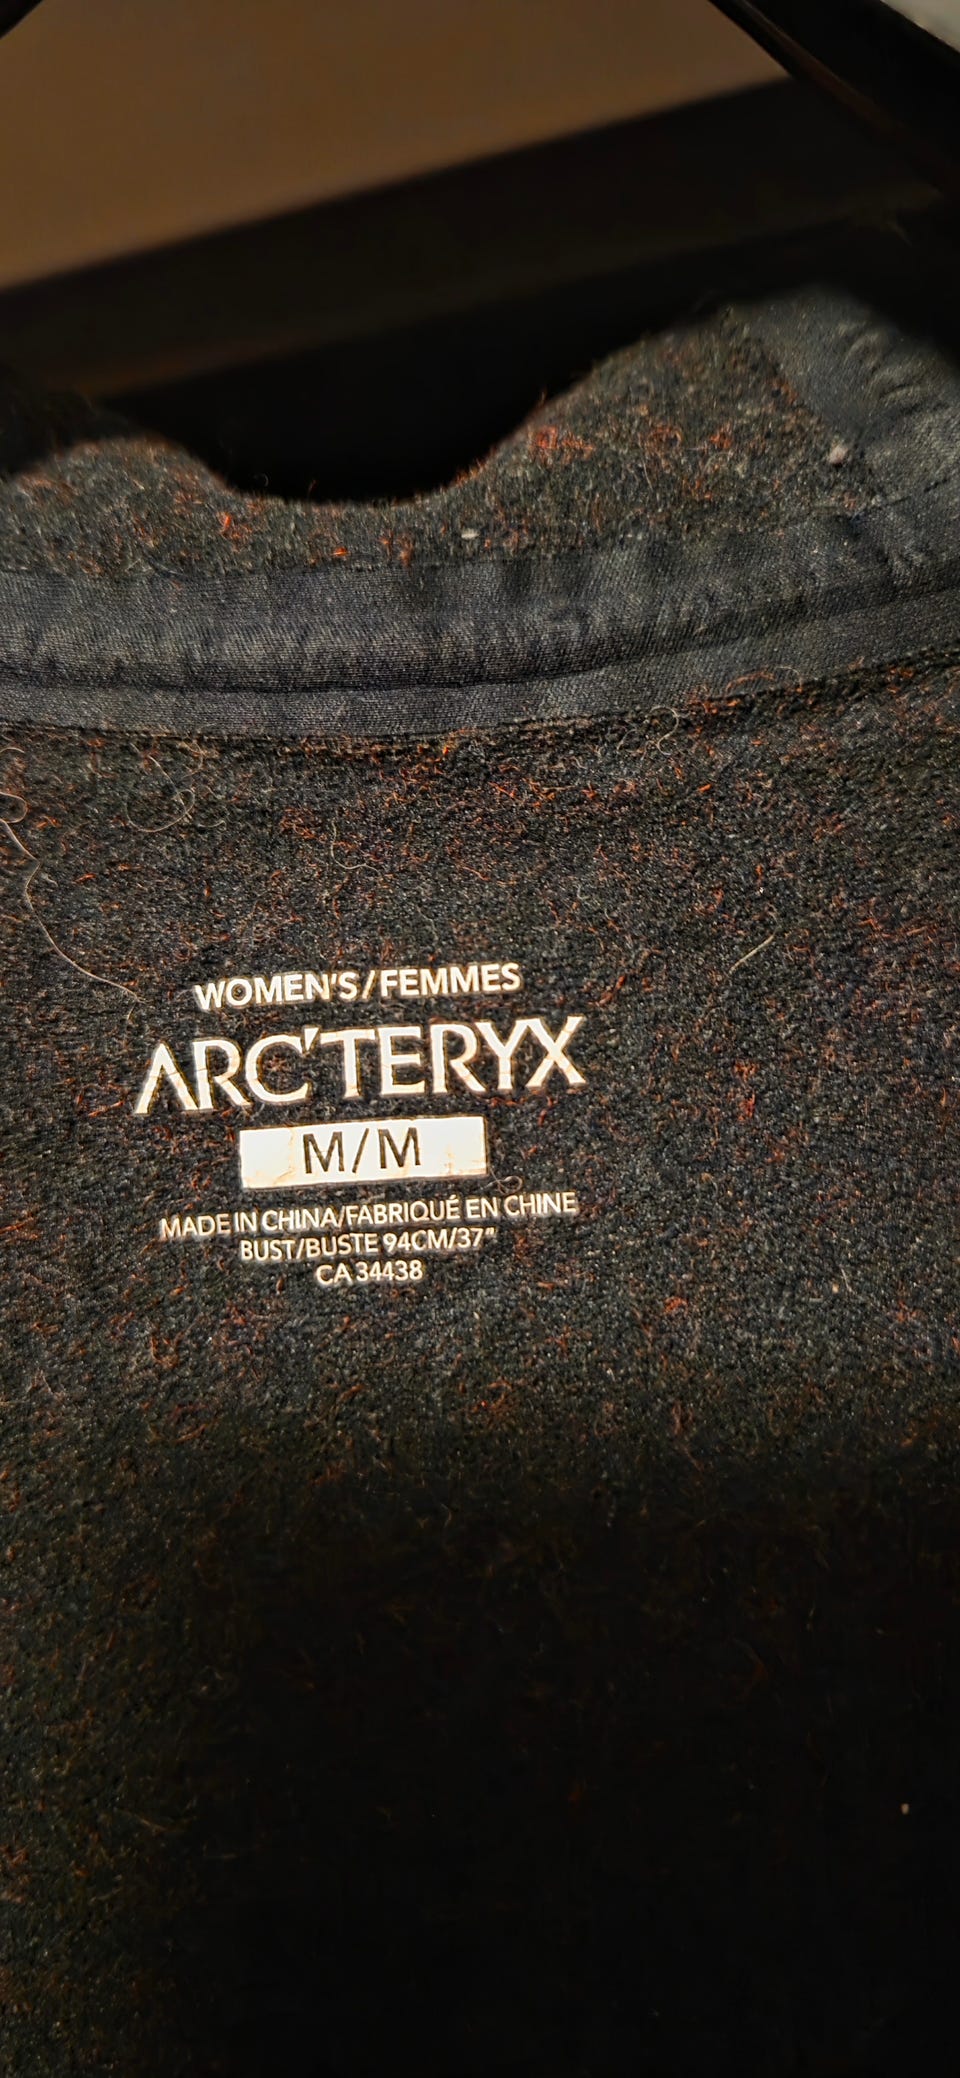 WOMEN'S/FEMMES
ARC'TERYX
M/M
MADE IN CHINA/FABRIQUÉ EN CHINE
BUST/BUSTE 94CM/37"
CA 34438